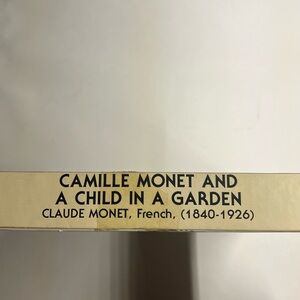 CAMILLE MONET AND
A CHILD IN A GARDEN
CLAUDE MONET, French, (1840-1926)